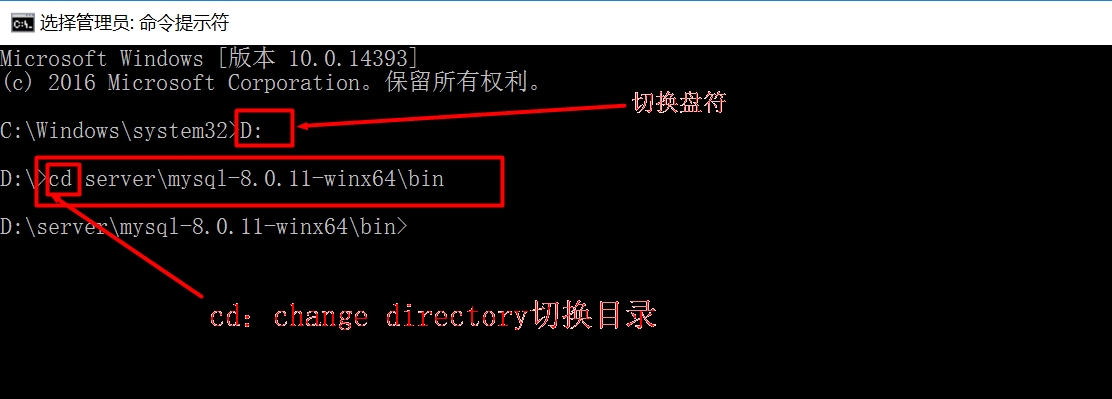 选择管理员: 命令提示符
Microsoft Windows [版本 10.0.14393]
(c) 2016 Microsoft Corporation。保留所有权利。
切换盘符
C:\Windows\system32>D:
D:\>cd server\mysql-8.0.11-winx64\bin
D:\server\mysql-8.0.11-winx64\bin>
cd: change directory切换目录